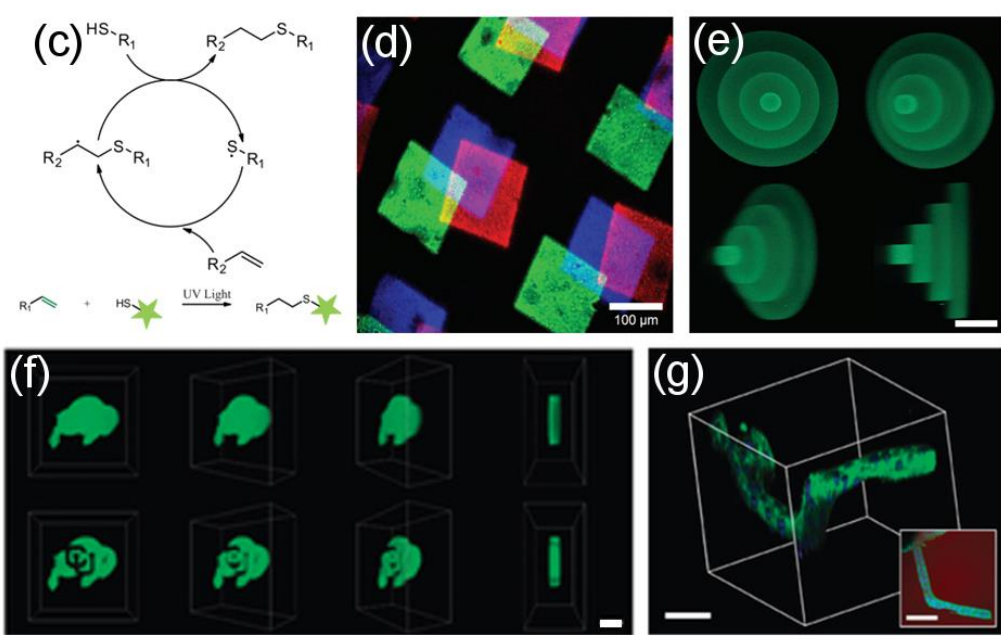 (c)
HS
R1
R2
S
R1
R2
S
R1
S
R1
R2
R1
+
HS
UV Light
R1
S
(d)
100 µm
(e)
(f)
(g)